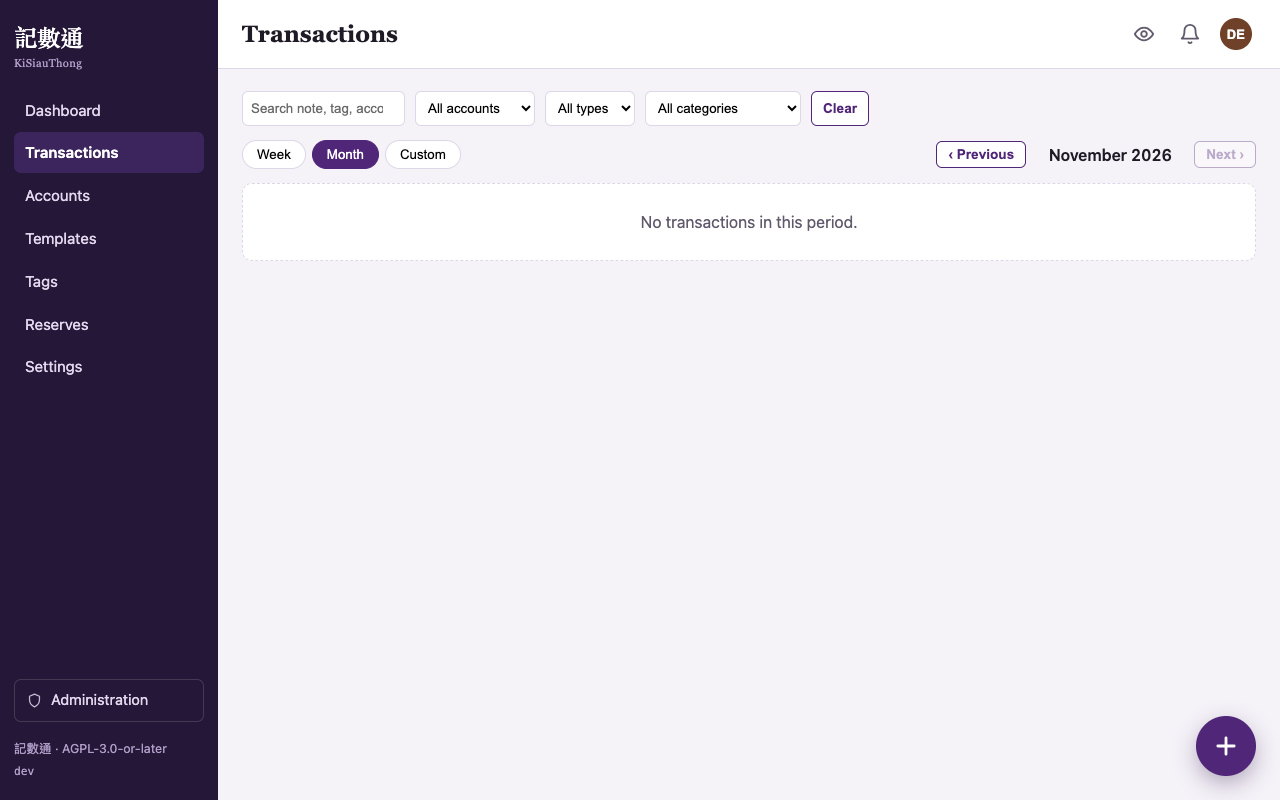 記數通
KiSiauThong
Dashboard
Transactions
Accounts
Templates
Tags
Reserves
Settings
Administration
記數通 · AGPL-3.0-or-later
dev
Transactions
DE
Search note, tag, acco
All accounts
All types
All categories
Clear
Week
Month
Custom
‹ Previous
November 2026
Next ›
No transactions in this period.
+